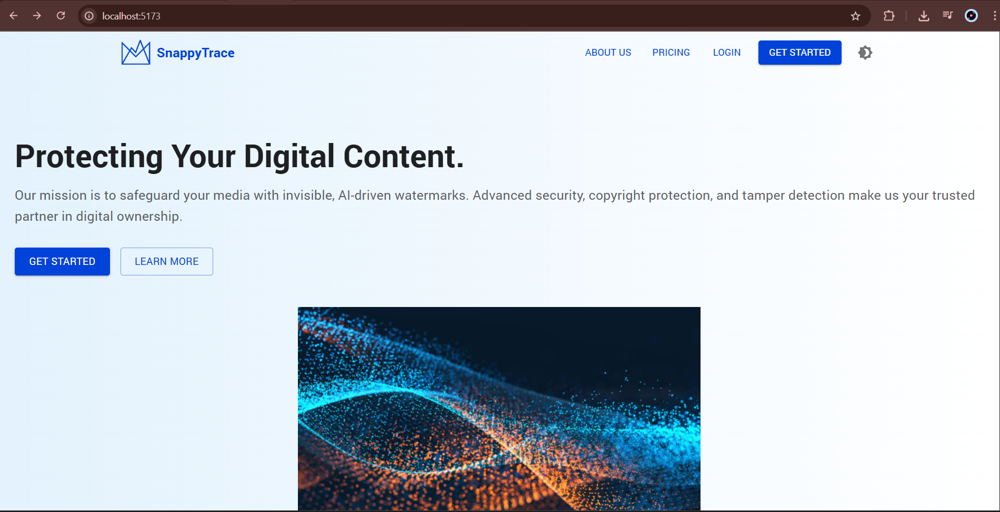 localhost:5173
SnappyTrace
ABOUT US
PRICING
LOGIN
GET STARTED
Protecting Your Digital Content.
Our mission is to safeguard your media with invisible, AI-driven watermarks. Advanced security, copyright protection, and tamper detection make us your trusted
partner in digital ownership.
GET STARTED
LEARN MORE